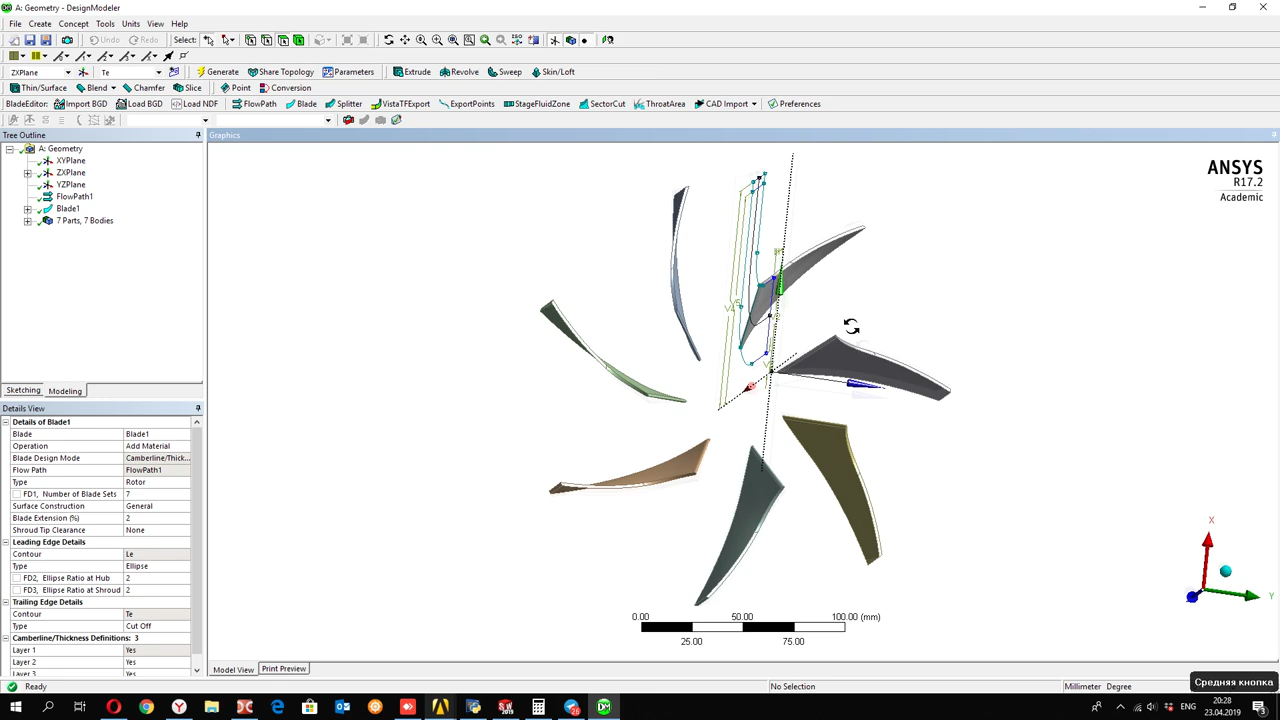 A: Geometry - DesignModeler
File Create Concept Tools Units View Help
Undo Redo Select:
ZXPlane Te Generate Share Topology Parameters Extrude Revolve Sweep Skin/Loft
Thin/Surface Blend Chamfer Slice Point Conversion
BladeEditor: Import BGD Load BGD Load NDF FlowPath Blade Splitter VistaTFExport ExportPoints StageFluidZone SectorCut ThroatArea CAD Import Preferences
Tree Outline
A: Geometry
XYPlane
ZXPlane
YZPlane
FlowPath1
Blade1
7 Parts, 7 Bodies
Sketching Modeling
Details View
Details of Blade1
Blade Blade1
Operation Add Material
Blade Design Mode Camberline/Thick...
Flow Path FlowPath1
Type Rotor
FD1, Number of Blade Sets 7
Surface Construction General
Blade Extension (%) 2
Shroud Tip Clearance None
Leading Edge Details
Contour Le
Type Ellipse
FD2, Ellipse Ratio at Hub 2
FD3, Ellipse Ratio at Shroud 2
Trailing Edge Details
Contour Te
Type Cut Off
Camberline/Thickness Definitions: 3
Layer 1 Yes
Layer 2 Yes
Layer 3 Yes
Graphics
ANSYS
R17.2
Academic
0.00 50.00 100.00 (mm)
25.00 75.00
X
Y
Model View Print Preview
Ready No Selection Millimeter Degree
Средняя кнопка
ENG
20:28
23.04.2019